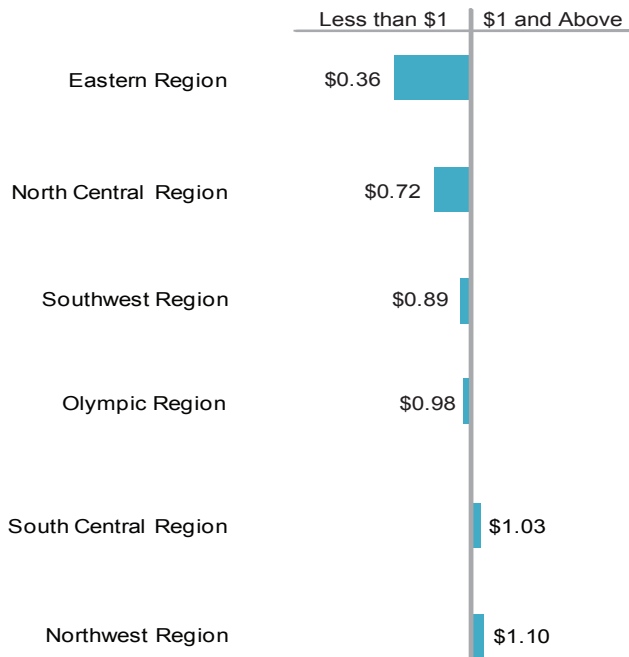 Less than $1 $1 and Above
Eastern Region $0.36
North Central Region $0.72
Southwest Region $0.89
Olympic Region $0.98
South Central Region $1.03
Northwest Region $1.10